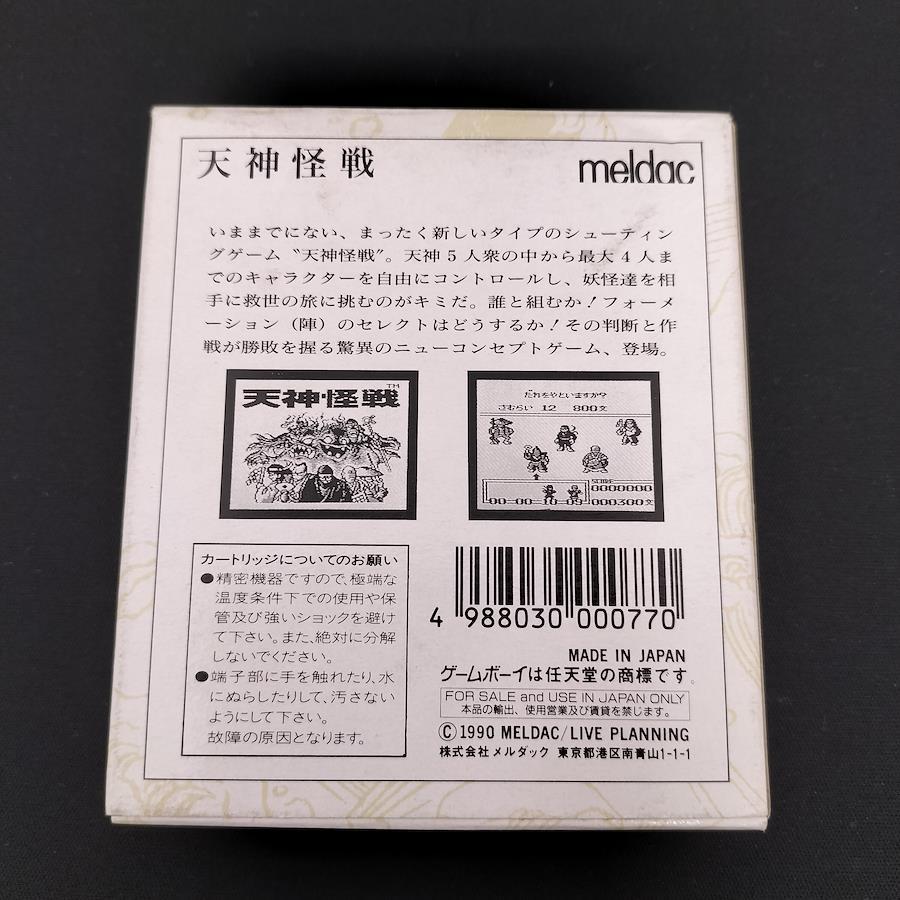 天神怪戦
meldac
いままでにない、まったく新しいタイプのシューティン
グゲーム〝天神怪戦〟。天神5人衆の中から最大4人ま
でのキャラクターを自由にコントロールし、妖怪達を相
手に救世の旅に挑むのがキミだ。誰と組むか!フォーメ
ーション(陣)のセレクトはどうするか!その判断と作
戦が勝敗を握る驚異のニューコンセプトゲーム、登場。
天神怪戦
TM
だれをやといますか?
さむらい 12 800文
SCORE
0000000
00-00-10-09-000300文
カートリッジについてのお願い
●精密機器ですので、極端な
温度条件下での使用や保
管及び強いショックを避け
て下さい。また、絶対に分解
しないでください。
●端子部に手を触れたり、水
にぬらしたりして、汚さない
ようにして下さい。
故障の原因となります。
4 988030 000770
MADE IN JAPAN
ゲームボーイは任天堂の商標です。
FOR SALE and USE IN JAPAN ONLY
本品の輸出、使用営業及び賃貸を禁じます。
©1990 MELDAC/LIVE PLANNING
株式会社メルダック 東京都港区南青山1-1-1